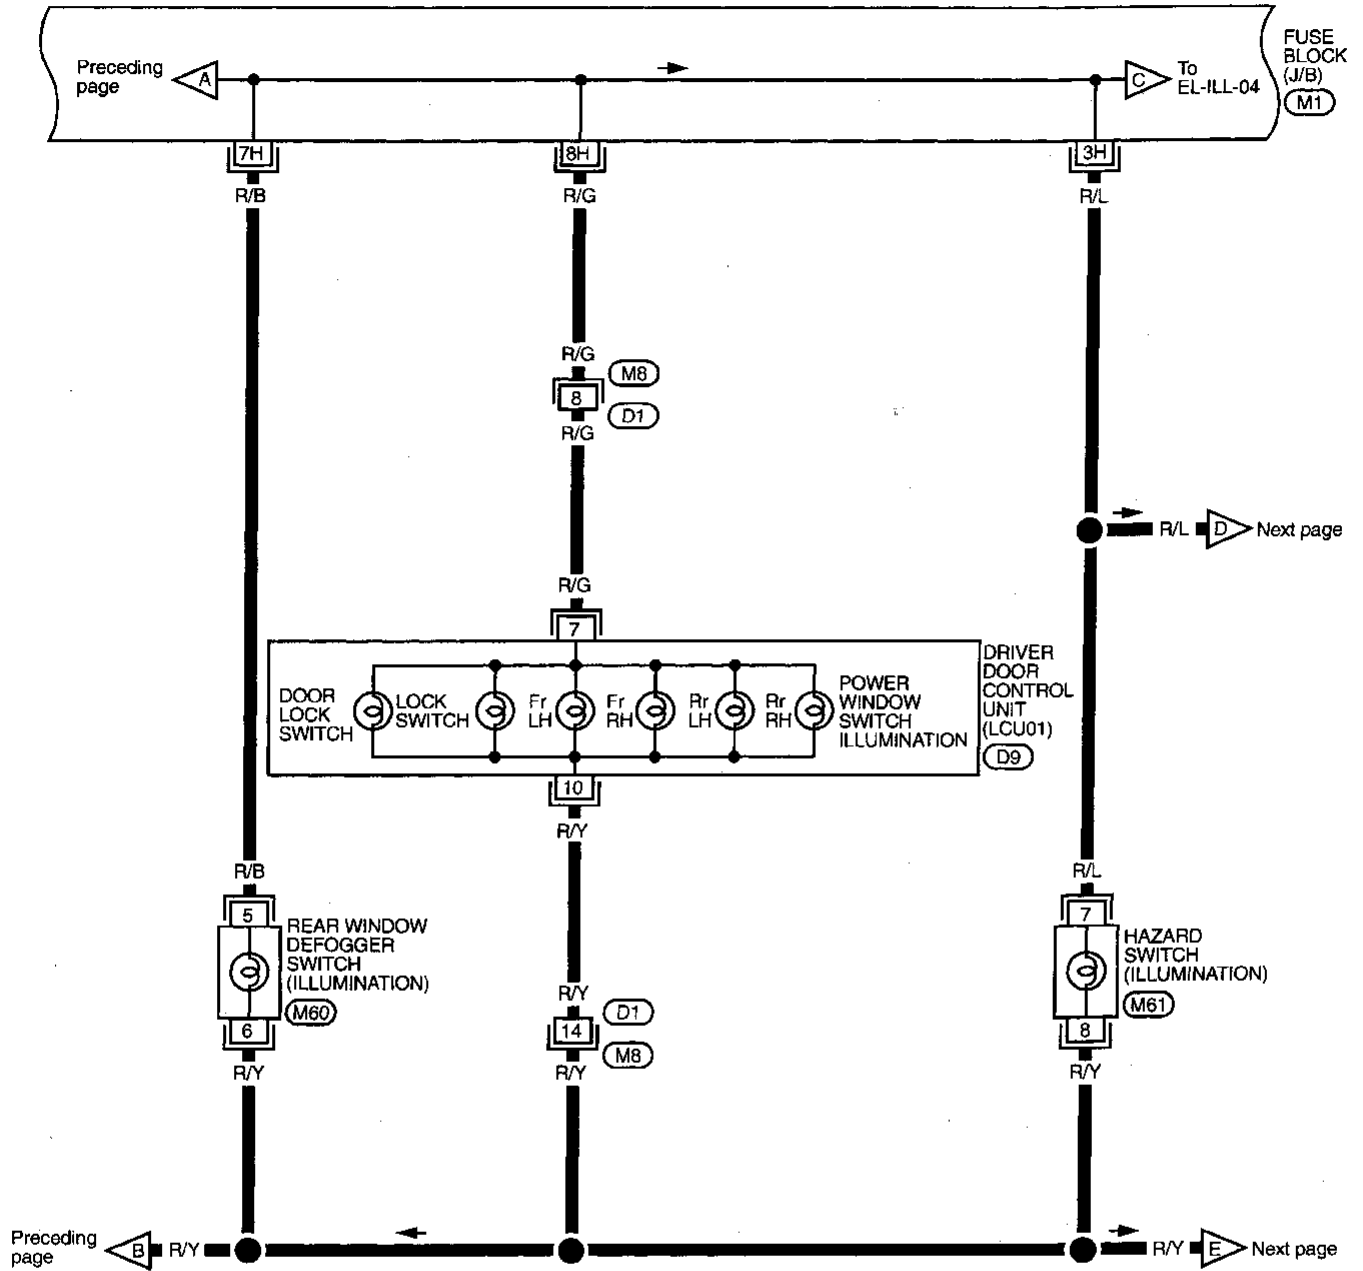 Preceding
page
A
C
To
EL-ILL-04
FUSE
BLOCK
(J/B)
M1
7H
8H
3H
R/B
R/G
R/L
R/G
M8
8
D1
R/G
R/L
D
Next page
R/G
7
DOOR
LOCK
SWITCH
LOCK
SWITCH
Fr
LH
Fr
RH
Rr
LH
Rr
RH
POWER
WINDOW
SWITCH
ILLUMINATION
DRIVER
DOOR
CONTROL
UNIT
(LCU01)
D9
10
R/Y
R/B
R/L
5
REAR WINDOW
DEFOGGER
SWITCH
(ILLUMINATION)
M60
6
R/Y
R/Y
D1
14
M8
R/Y
7
HAZARD
SWITCH
(ILLUMINATION)
M61
8
R/Y
Preceding
page
B
R/Y
R/Y
E
Next page